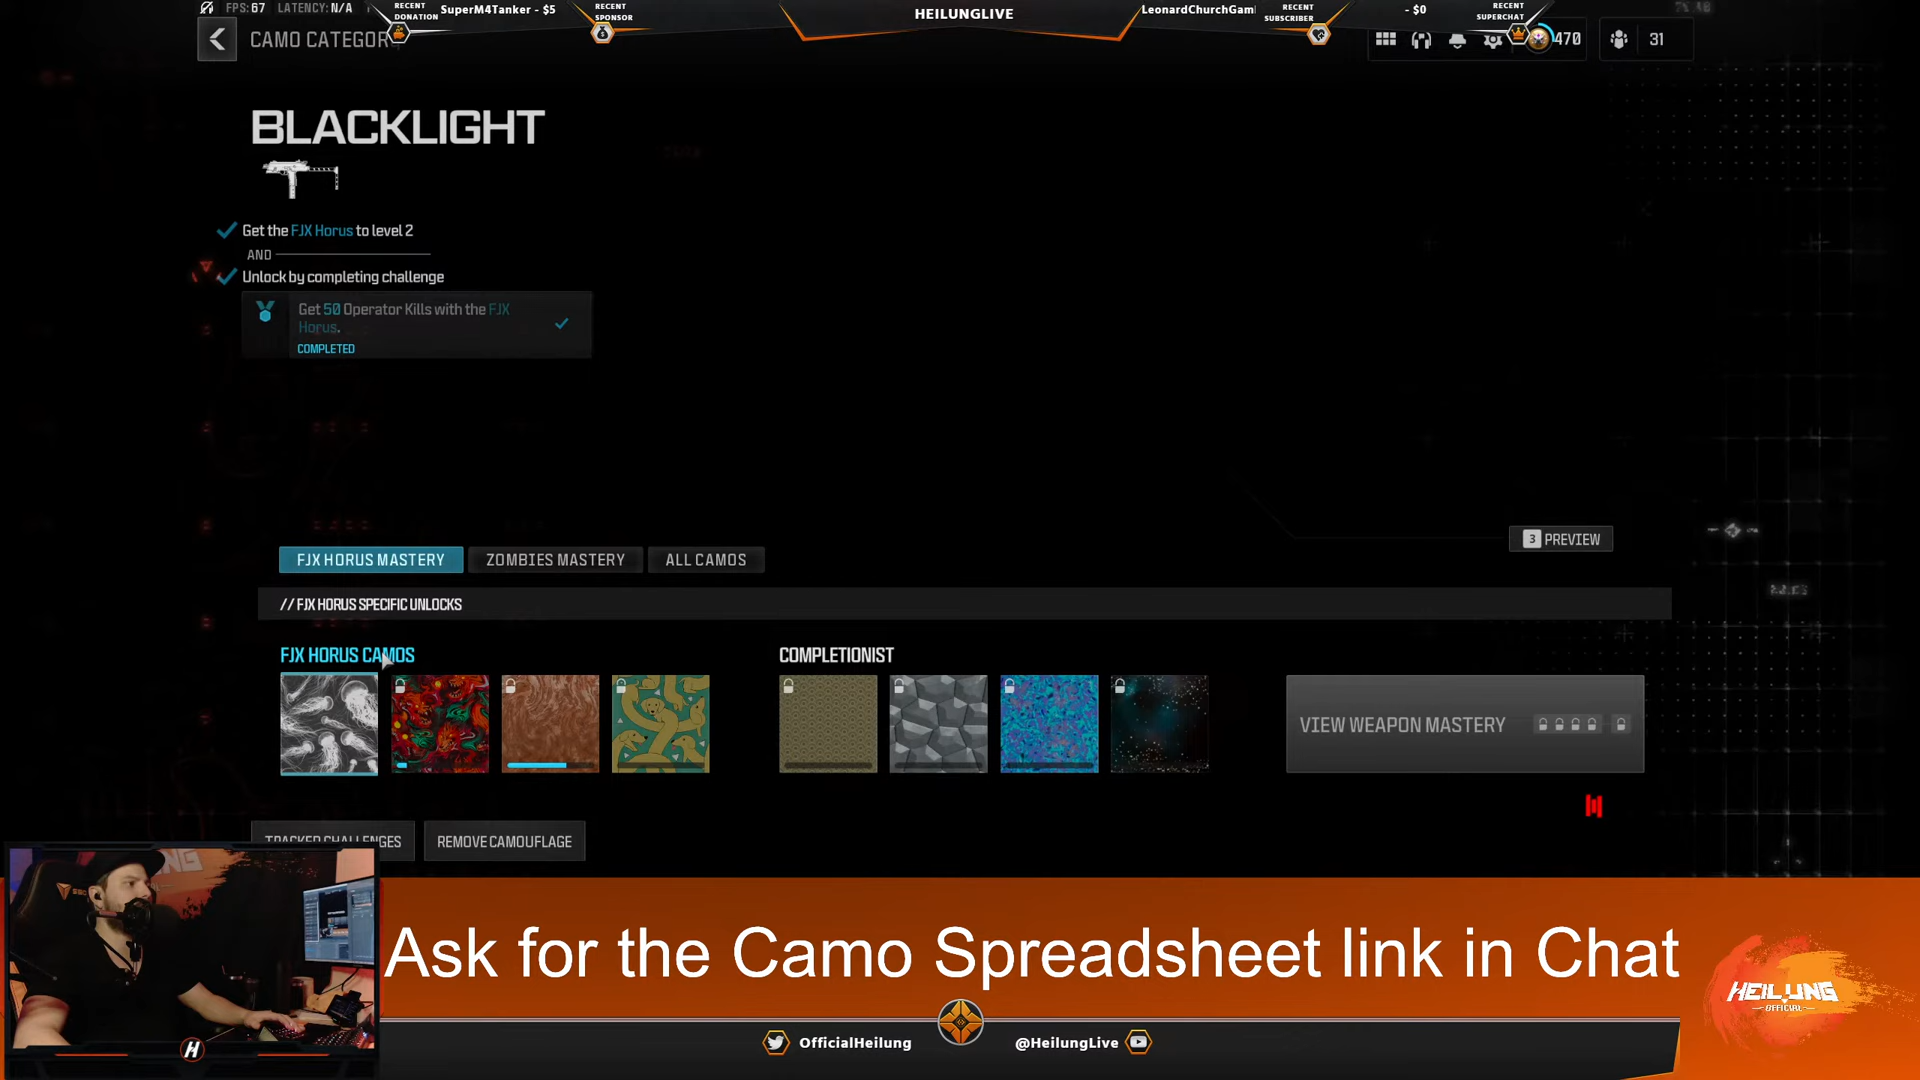 FPS: 67 LATENCY: N/A
RECENT DONATION SuperM4Tanker - $5
RECENT SPONSOR
HEILUNGLIVE
LeonardChurchGam
RECENT SUBSCRIBER
- $0
RECENT SUPERCHAT
CAMO CATEGOR
470
31
BLACKLIGHT
Get the FJX Horus to level 2
AND
Unlock by completing challenge
Get 50 Operator Kills with the FJX
Horus.
COMPLETED
3 PREVIEW
FJX HORUS MASTERY
ZOMBIES MASTERY
ALL CAMOS
// FJX HORUS SPECIFIC UNLOCKS
FJX HORUS CAMOS
COMPLETIONIST
VIEW WEAPON MASTERY
TRACKED CHALLENGES
REMOVE CAMOUFLAGE
Ask for the Camo Spreadsheet link in Chat
HEILUNG
OFFICIAL
OfficialHeilung
@HeilungLive
H